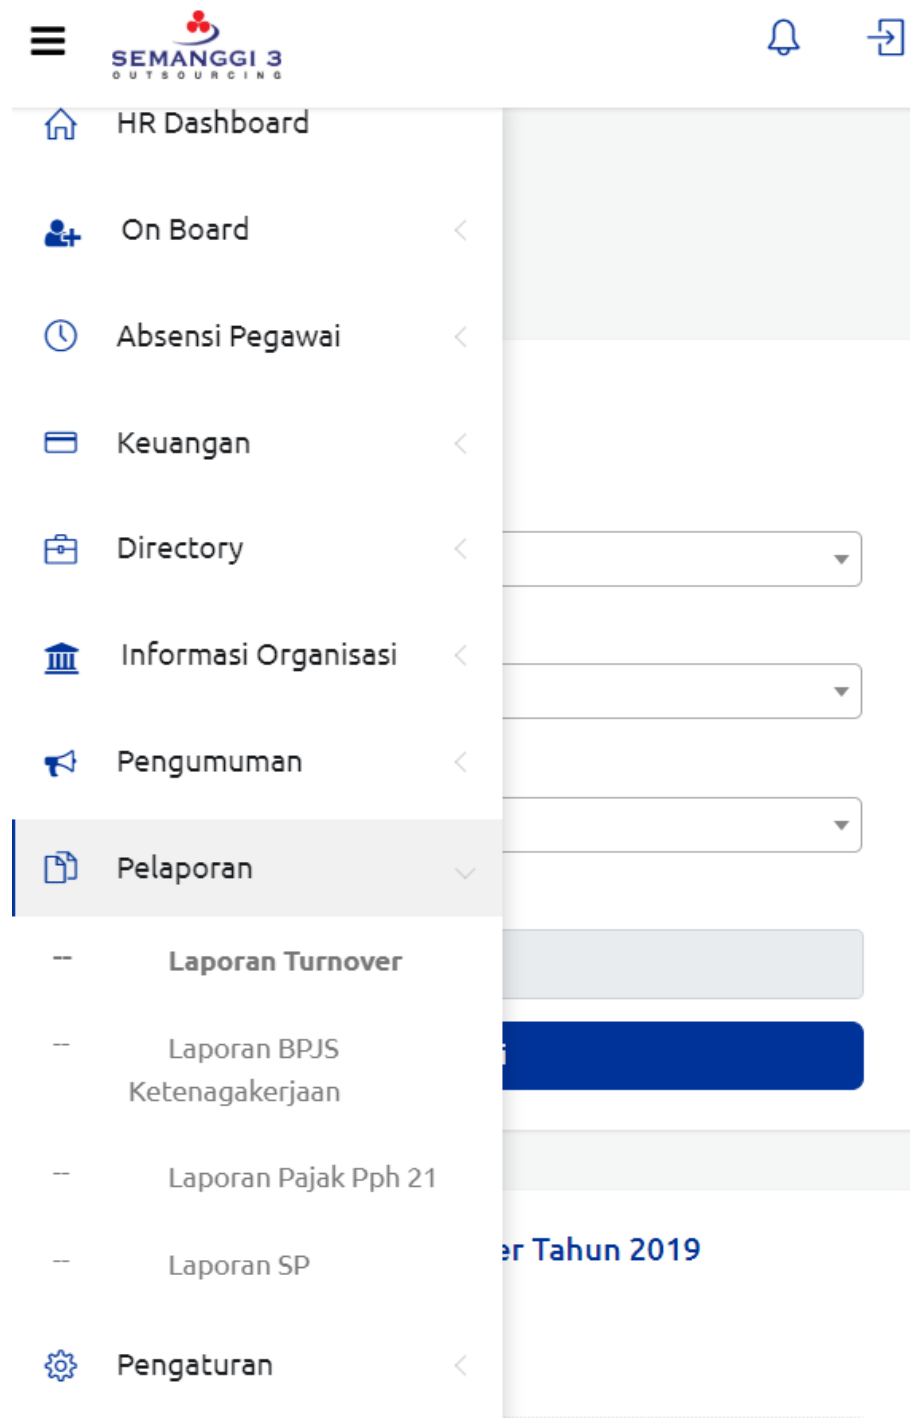 SEMANGGI 3
OUTSOURCING
HR Dashboard
On Board
Absensi Pegawai
Keuangan
Directory
Informasi Organisasi
Pengumuman
Pelaporan
-- Laporan Turnover
-- Laporan BPJS
Ketenagakerjaan
-- Laporan Pajak Pph 21
-- Laporan SP
er Tahun 2019
Pengaturan